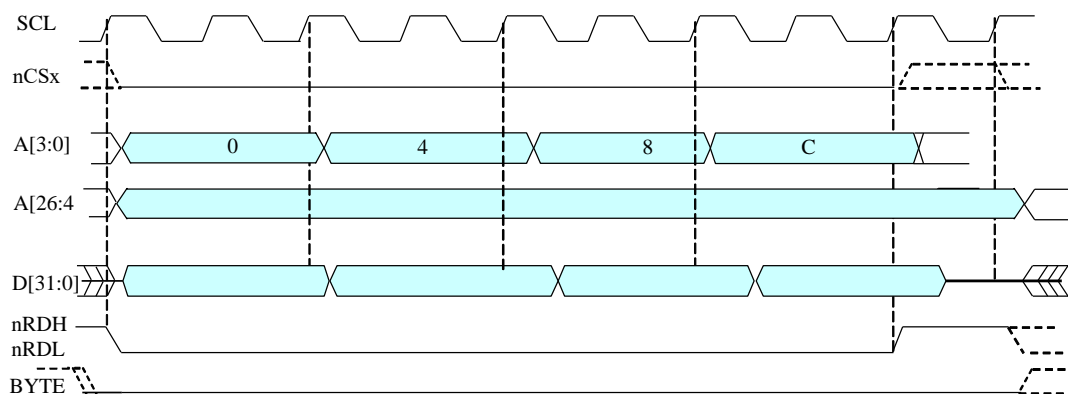 SCL
nCSx
A[3:0] 0 4 8 C
A[26:4
D[31:0]
nRDH
nRDL
BYTE